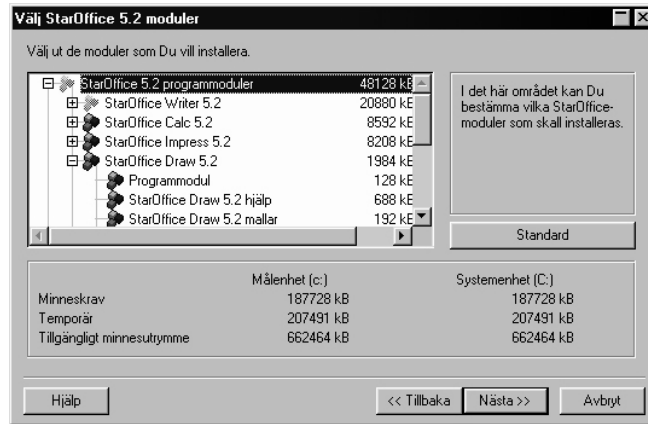 Välj StarOffice 5.2 moduler
Välj ut de moduler som Du vill installera.
StarOffice 5.2 programmoduler 48128 kB
StarOffice Writer 5.2 20880 kB
StarOffice Calc 5.2 8592 kB
StarOffice Impress 5.2 8208 kB
StarOffice Draw 5.2 1984 kB
Programmodul 128 kB
StarOffice Draw 5.2 hjälp 688 kB
StarOffice Draw 5.2 mallar 192 kB
I det här området kan Du
bestämma vilka StarOffice-
moduler som skall installeras.
Standard
Målenhet (c:) Systemenhet (C:)
Minneskrav 187728 kB 187728 kB
Temporär 207491 kB 207491 kB
Tillgängligt minnesutrymme 662464 kB 662464 kB
Hjälp << Tillbaka Nästa >> Avbryt